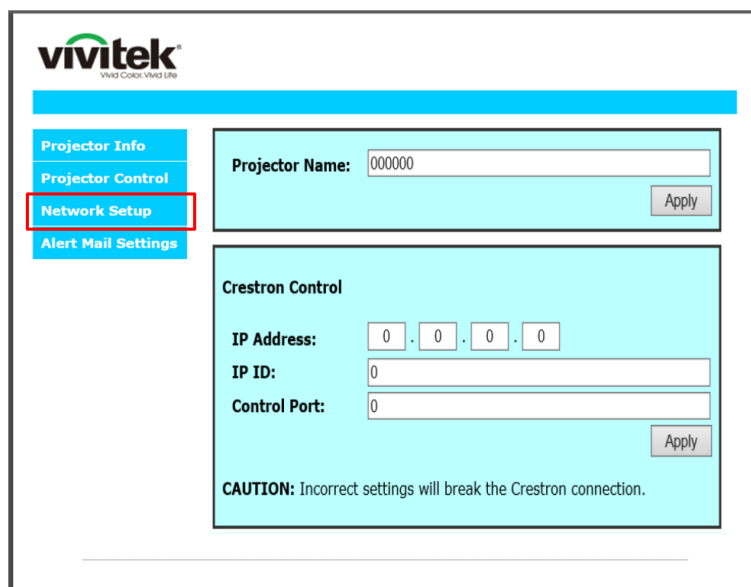 vivitek®
Vivid Color, Vivid Life
Projector Info
Projector Control
Network Setup
Alert Mail Settings
Projector Name: 000000
Apply
Crestron Control
IP Address: 0 . 0 . 0 . 0
IP ID: 0
Control Port: 0
Apply
CAUTION: Incorrect settings will break the Crestron connection.